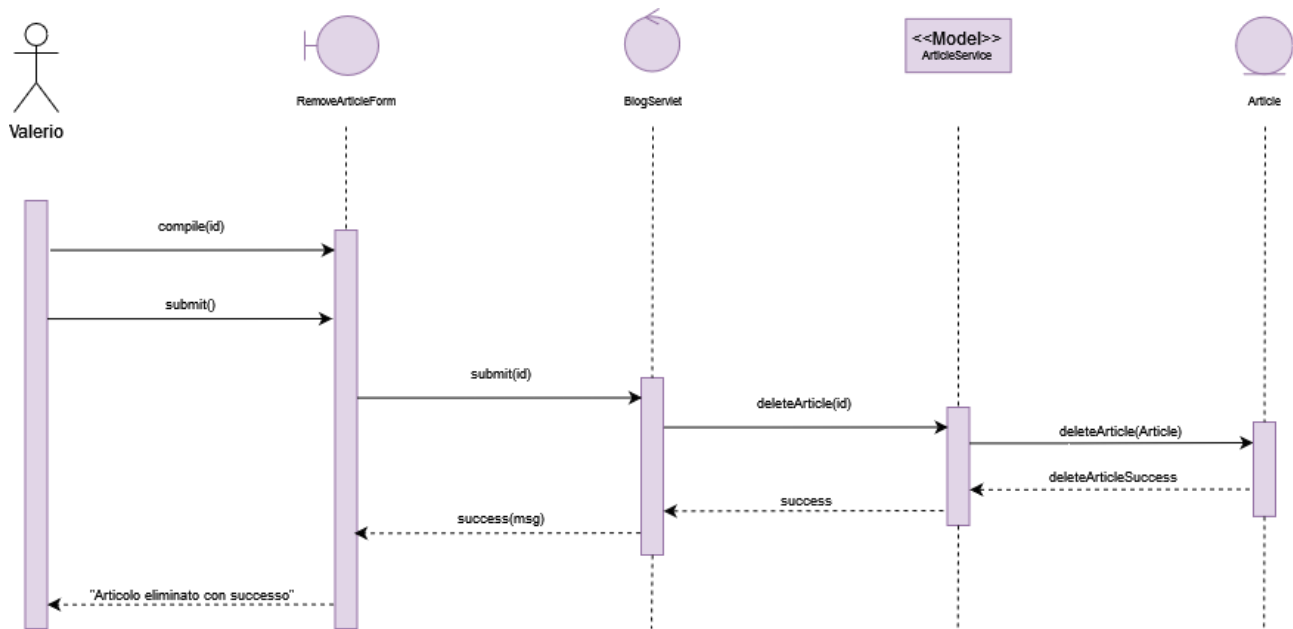 <<Model>>
ArticleService
RemoveArticleForm
BlogServlet
Article
Valerio
compile(id)
submit()
submit(id)
deleteArticle(id)
deleteArticle(Article)
deleteArticleSuccess
success
success(msg)
"Articolo eliminato con successo"